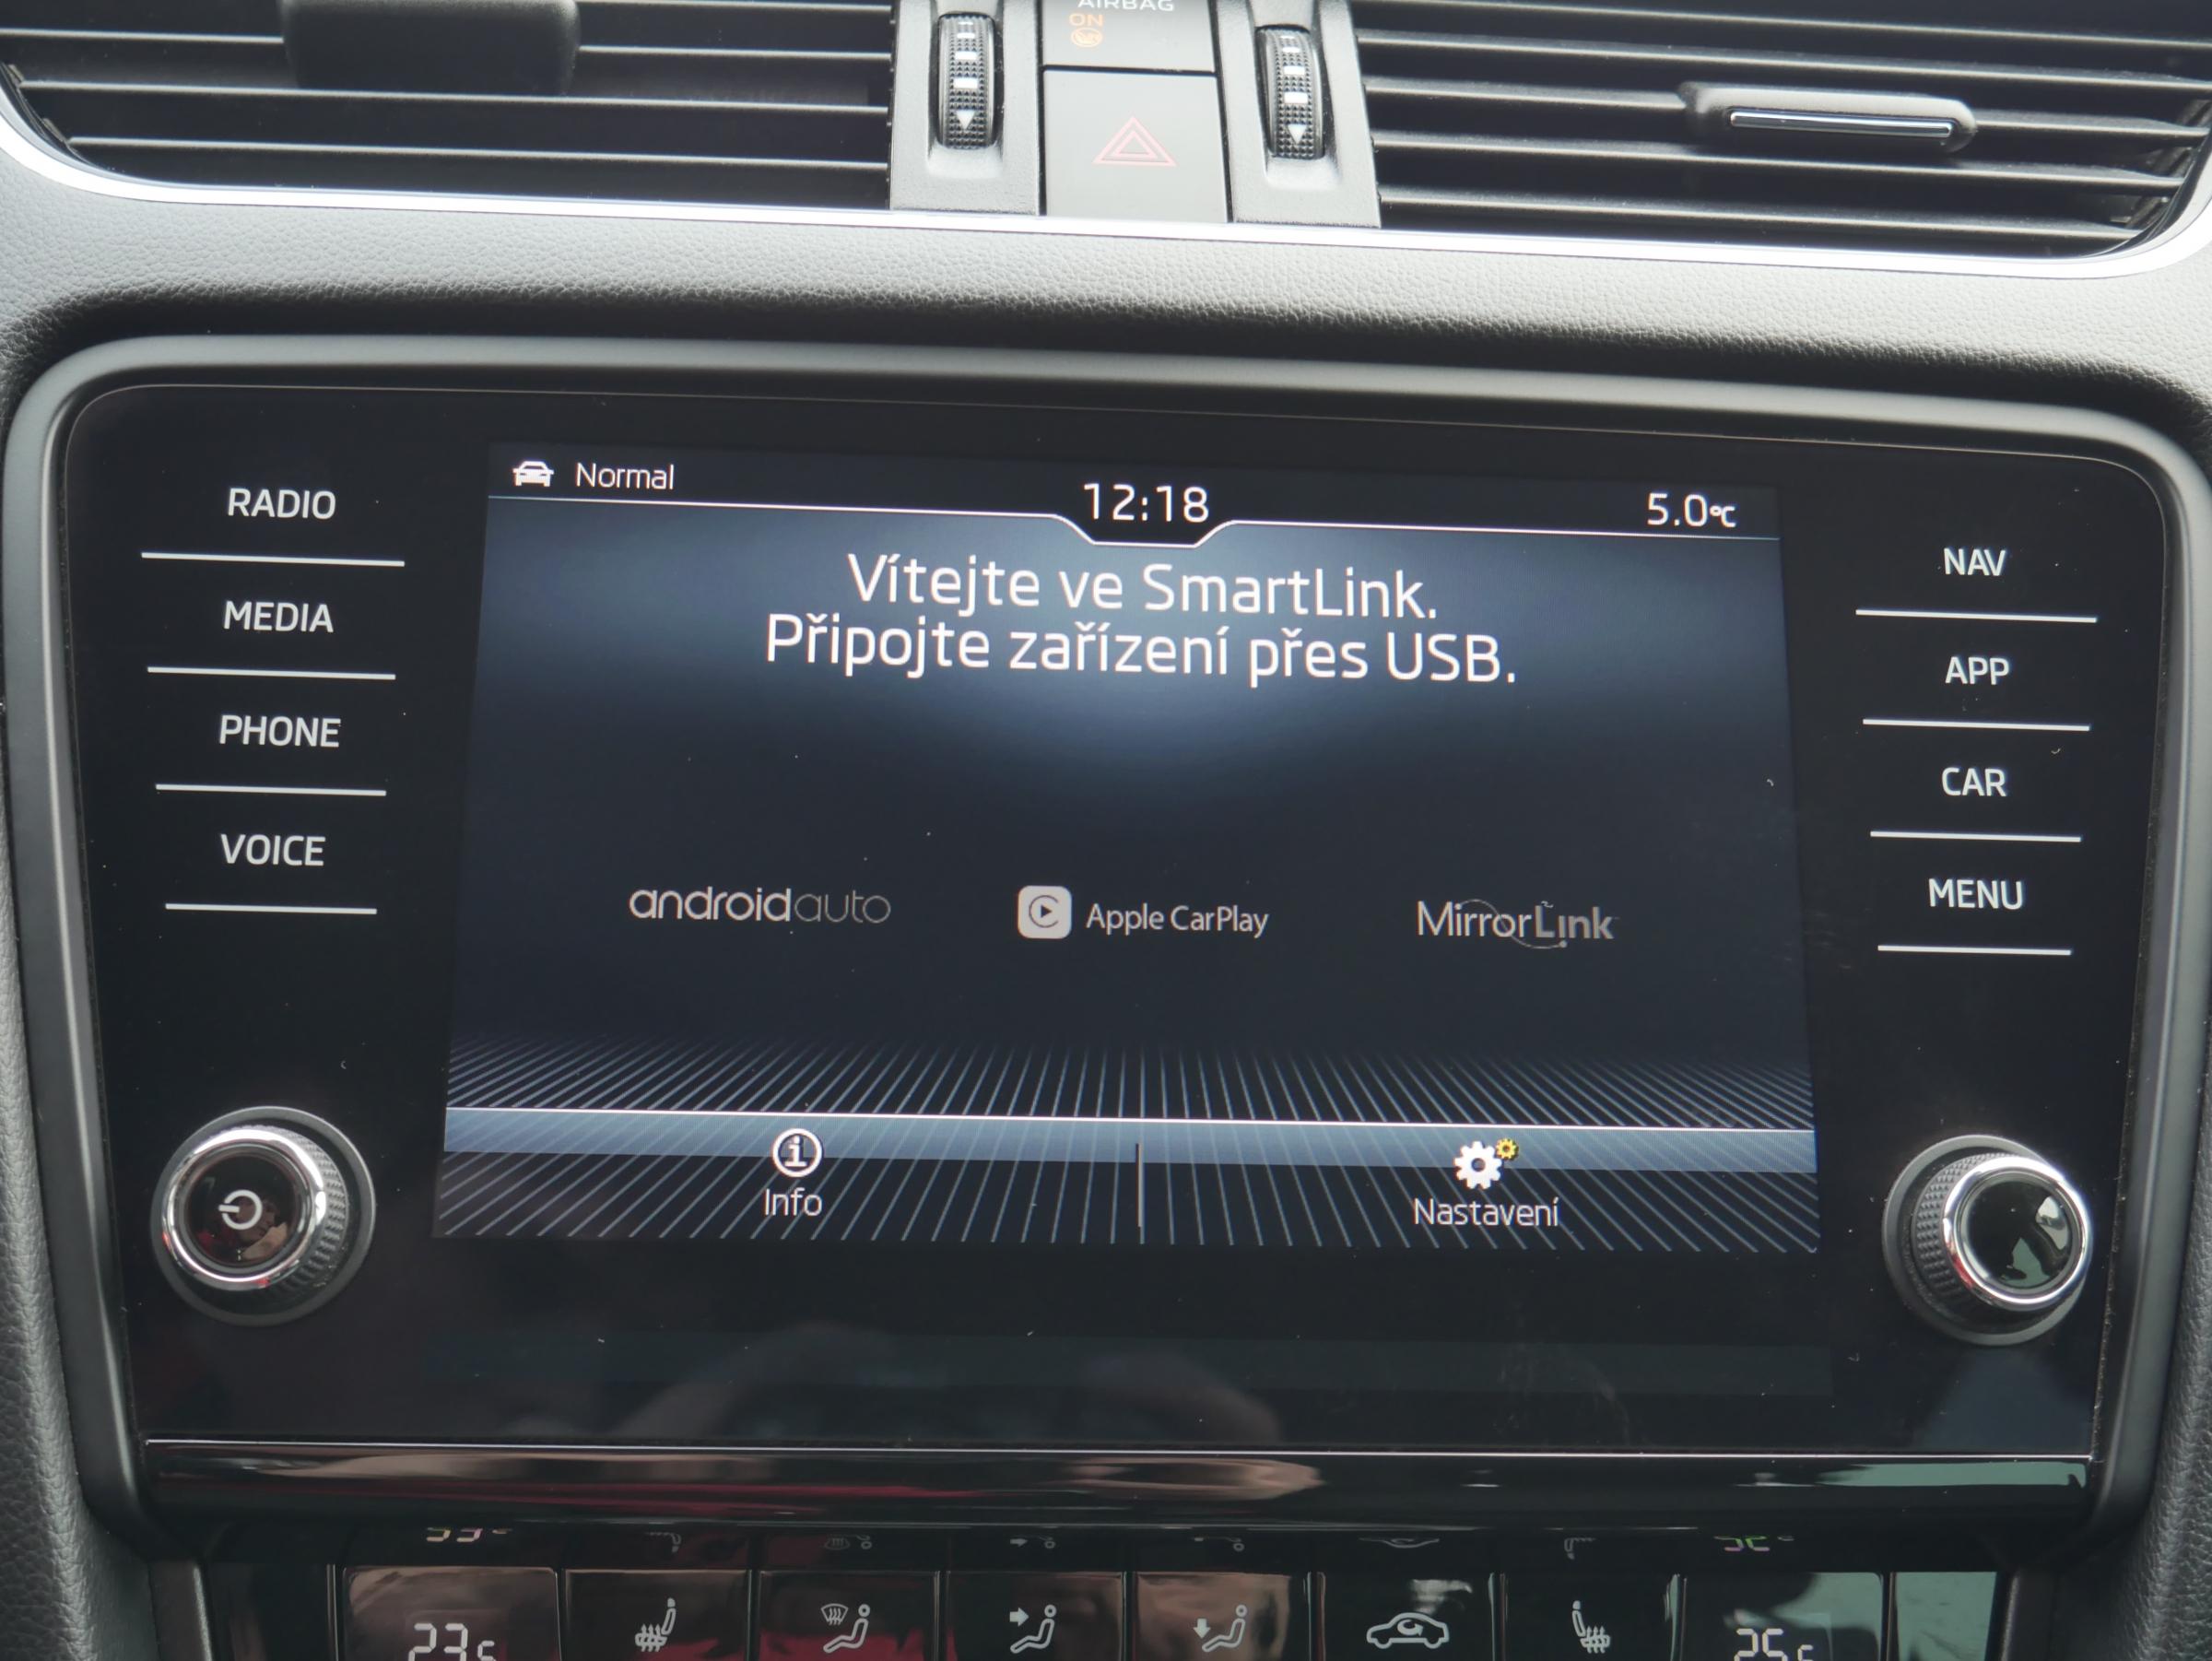 AIRBAG
ON
RADIO
MEDIA
PHONE
VOICE
Normal
12:18
5.0°C
Vítejte ve SmartLink.
Připojte zařízení přes USB.
androidauto
Apple CarPlay
MirrorLink
Info
Nastavení
NAV
APP
CAR
MENU